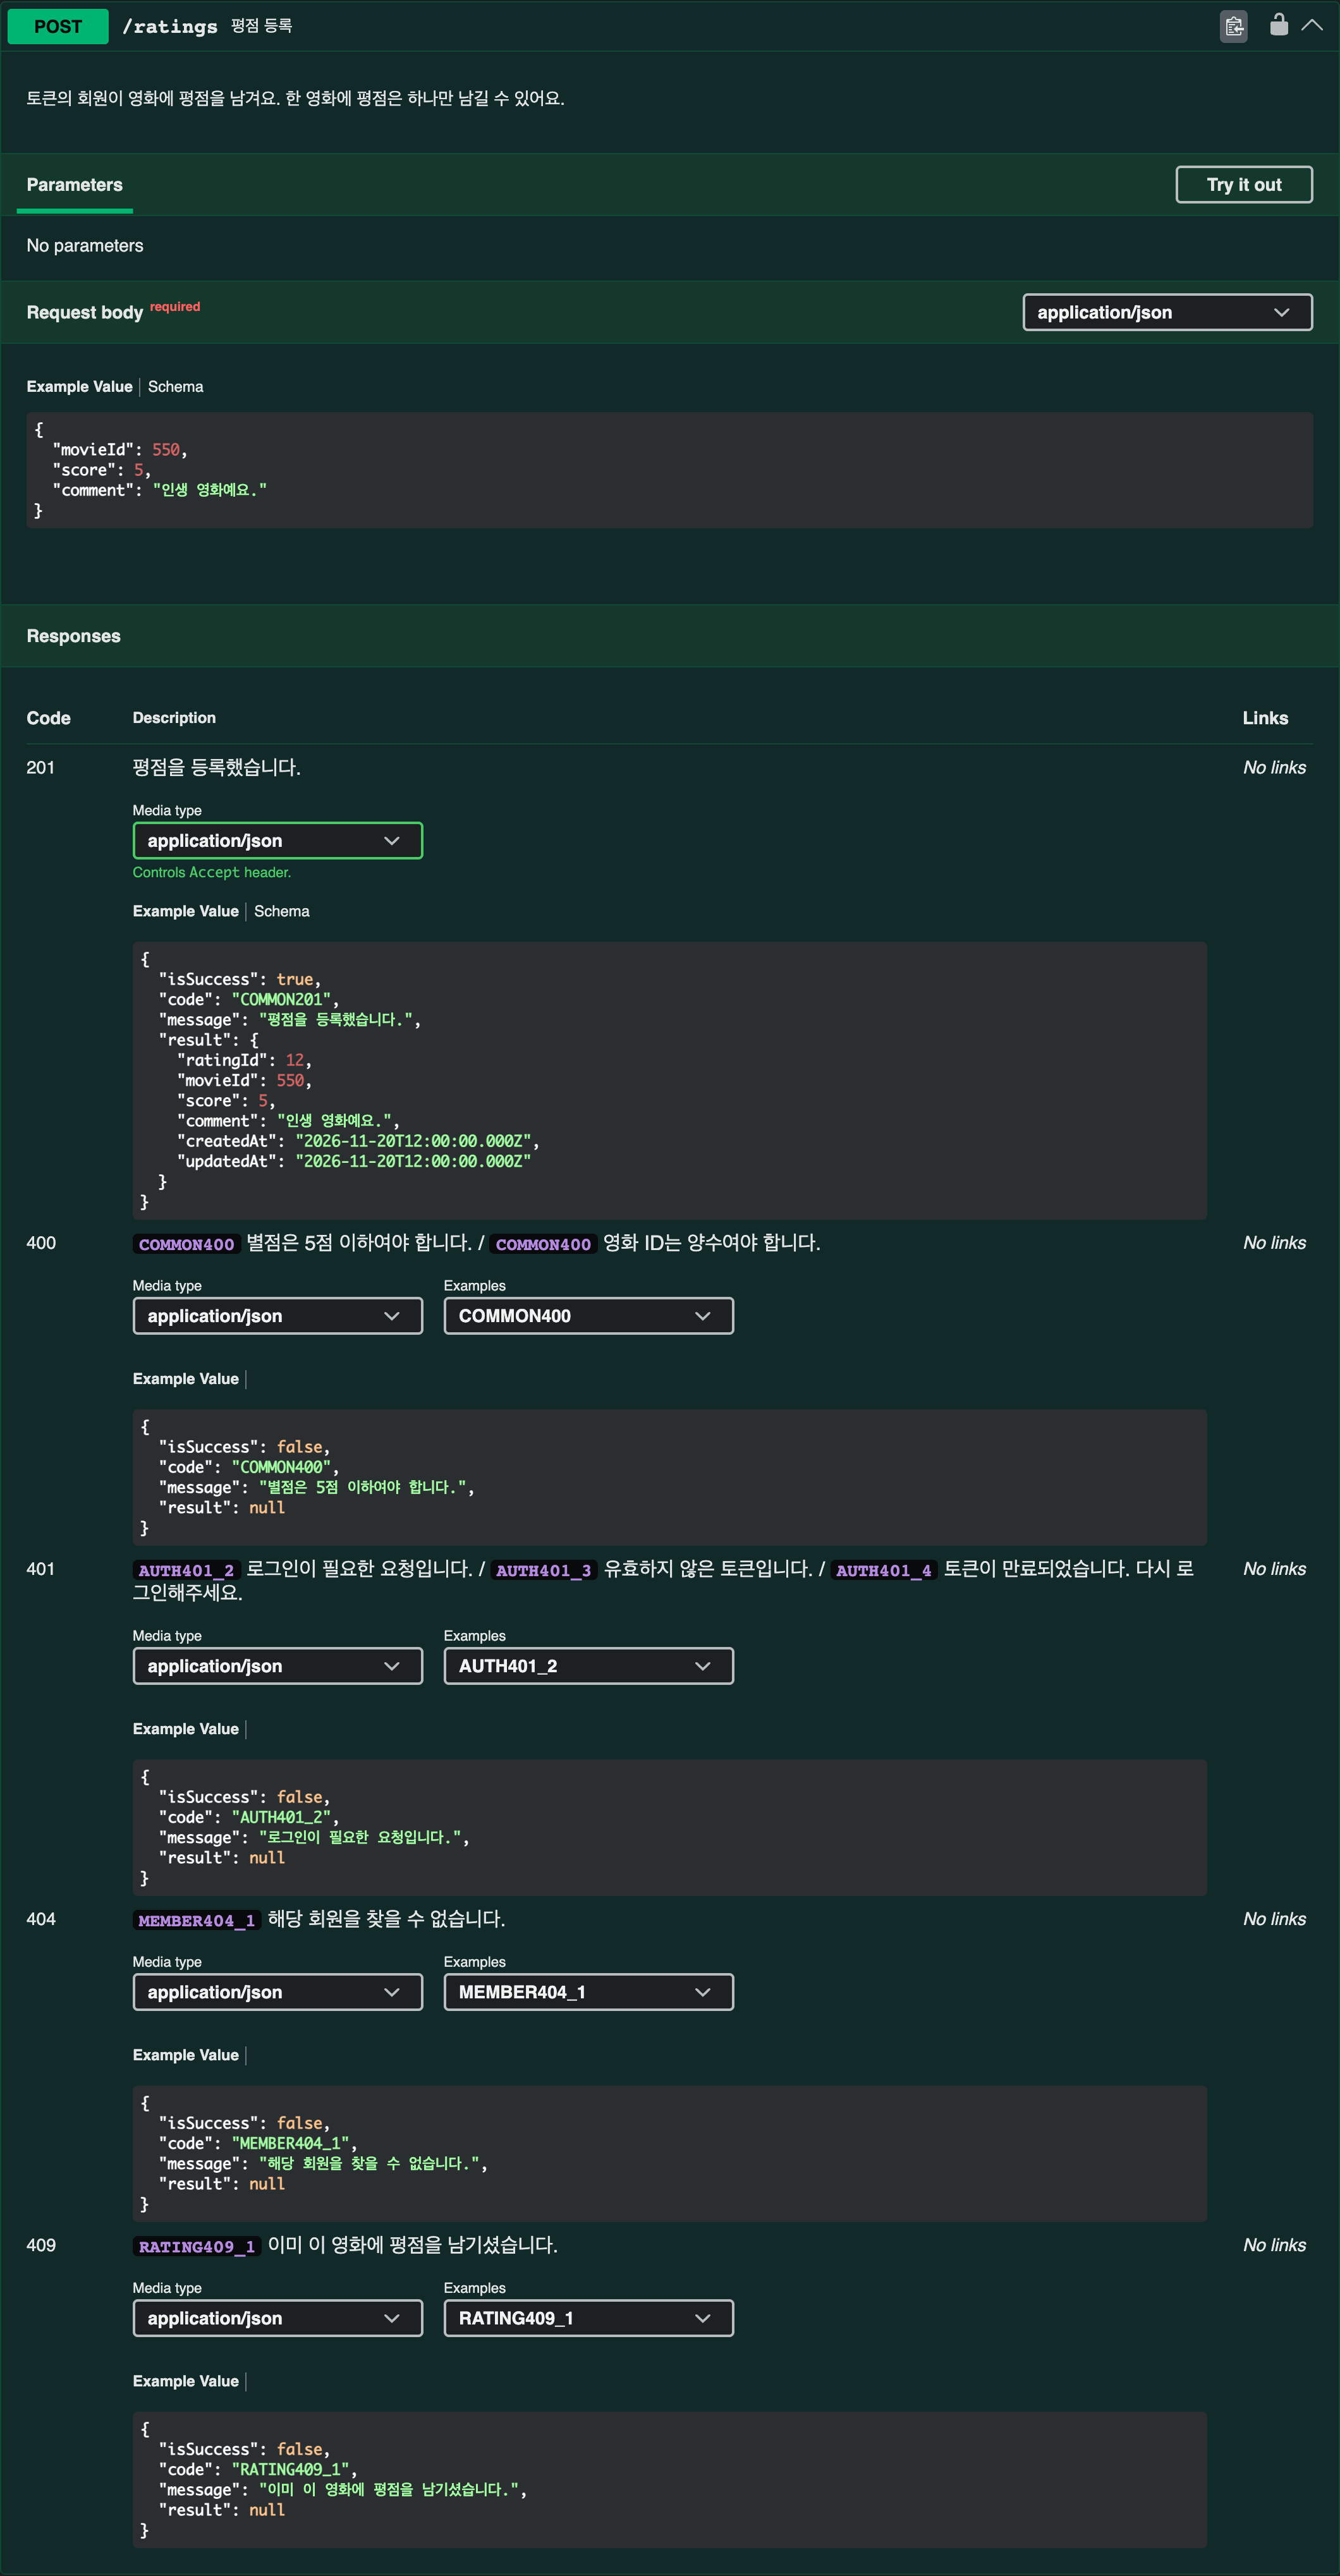 POST /ratings 평점 등록
토큰의 회원이 영화에 평점을 남겨요. 한 영화에 평점은 하나만 남길 수 있어요.
Parameters
Try it out
No parameters
Request body required
application/json
Example Value | Schema
{
  "movieId": 550,
  "score": 5,
  "comment": "인생 영화예요."
}
Responses
Code Description Links
201 평점을 등록했습니다. No links
Media type
application/json
Controls Accept header.
Example Value | Schema
{
  "isSuccess": true,
  "code": "COMMON201",
  "message": "평점을 등록했습니다.",
  "result": {
    "ratingId": 12,
    "movieId": 550,
    "score": 5,
    "comment": "인생 영화예요.",
    "createdAt": "2026-11-20T12:00:00.000Z",
    "updatedAt": "2026-11-20T12:00:00.000Z"
  }
}
400 COMMON400 별점은 5점 이하여야 합니다. / COMMON400 영화 ID는 양수여야 합니다. No links
Media type Examples
application/json COMMON400
Example Value |
{
  "isSuccess": false,
  "code": "COMMON400",
  "message": "별점은 5점 이하여야 합니다.",
  "result": null
}
401 AUTH401_2 로그인이 필요한 요청입니다. / AUTH401_3 유효하지 않은 토큰입니다. / AUTH401_4 토큰이 만료되었습니다. 다시 로 No links
그인해주세요.
Media type Examples
application/json AUTH401_2
Example Value |
{
  "isSuccess": false,
  "code": "AUTH401_2",
  "message": "로그인이 필요한 요청입니다.",
  "result": null
}
404 MEMBER404_1 해당 회원을 찾을 수 없습니다. No links
Media type Examples
application/json MEMBER404_1
Example Value |
{
  "isSuccess": false,
  "code": "MEMBER404_1",
  "message": "해당 회원을 찾을 수 없습니다.",
  "result": null
}
409 RATING409_1 이미 이 영화에 평점을 남기셨습니다. No links
Media type Examples
application/json RATING409_1
Example Value |
{
  "isSuccess": false,
  "code": "RATING409_1",
  "message": "이미 이 영화에 평점을 남기셨습니다.",
  "result": null
}